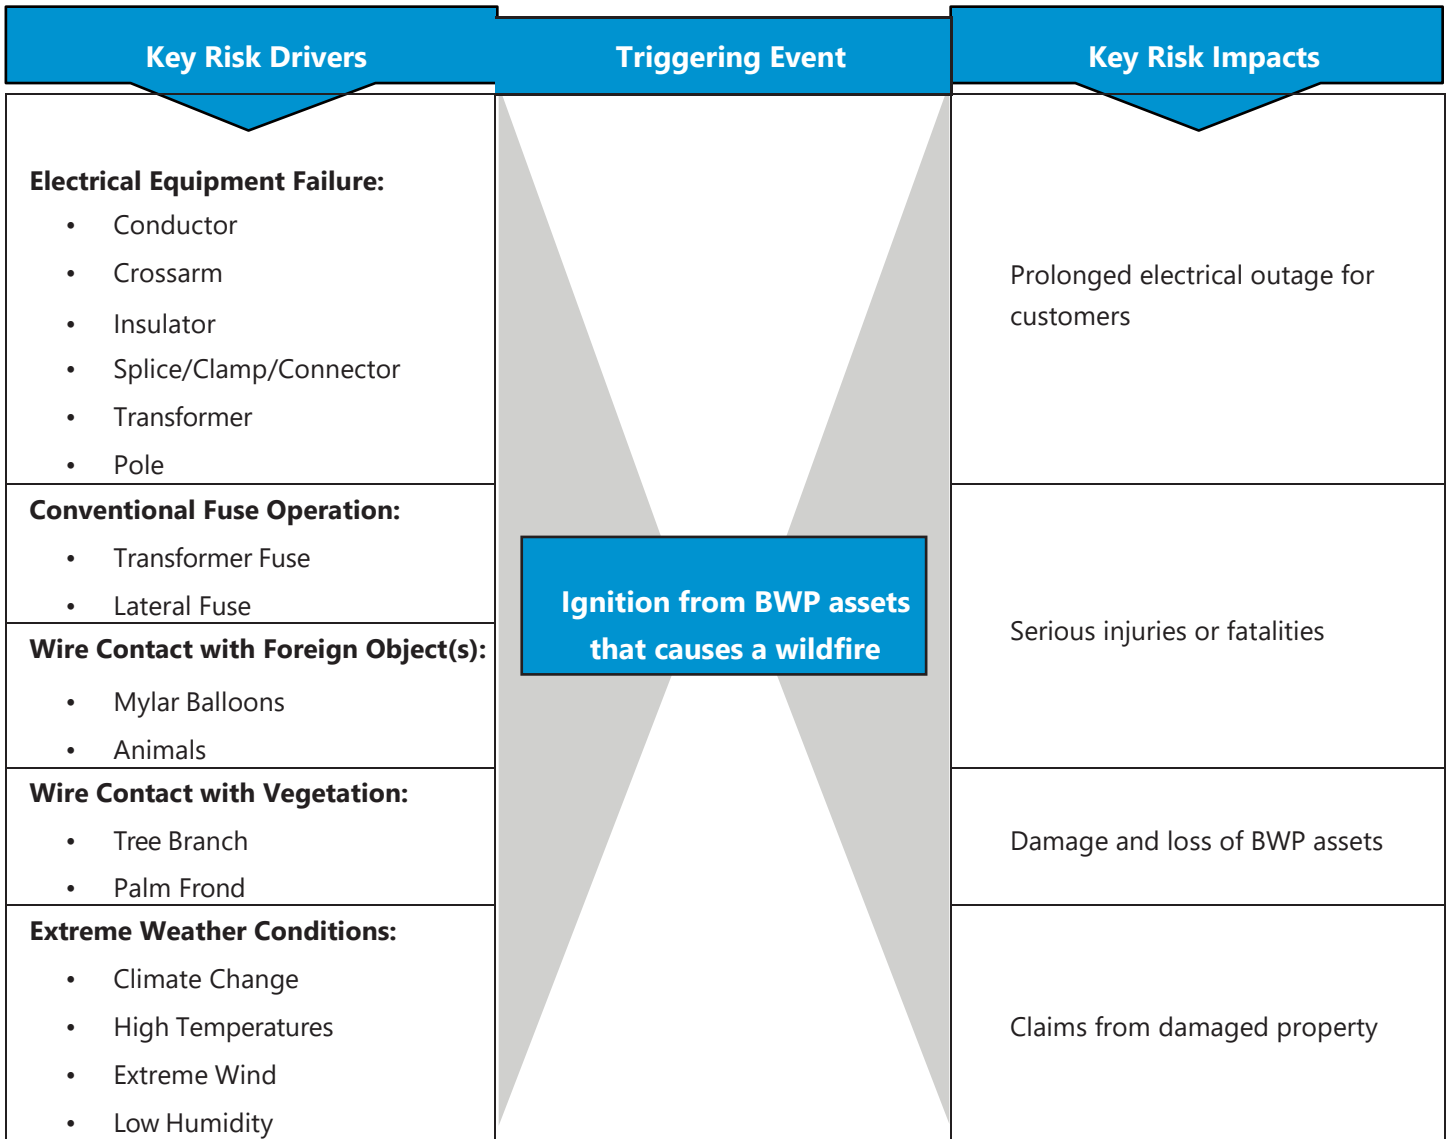 Key Risk Drivers
Triggering Event
Key Risk Impacts
Electrical Equipment Failure:
• Conductor
• Crossarm
• Insulator
• Splice/Clamp/Connector
• Transformer
• Pole
Conventional Fuse Operation:
• Transformer Fuse
• Lateral Fuse
Wire Contact with Foreign Object(s):
• Mylar Balloons
• Animals
Wire Contact with Vegetation:
• Tree Branch
• Palm Frond
Extreme Weather Conditions:
• Climate Change
• High Temperatures
• Extreme Wind
• Low Humidity
Ignition from BWP assets
that causes a wildfire
Prolonged electrical outage for
customers
Serious injuries or fatalities
Damage and loss of BWP assets
Claims from damaged property